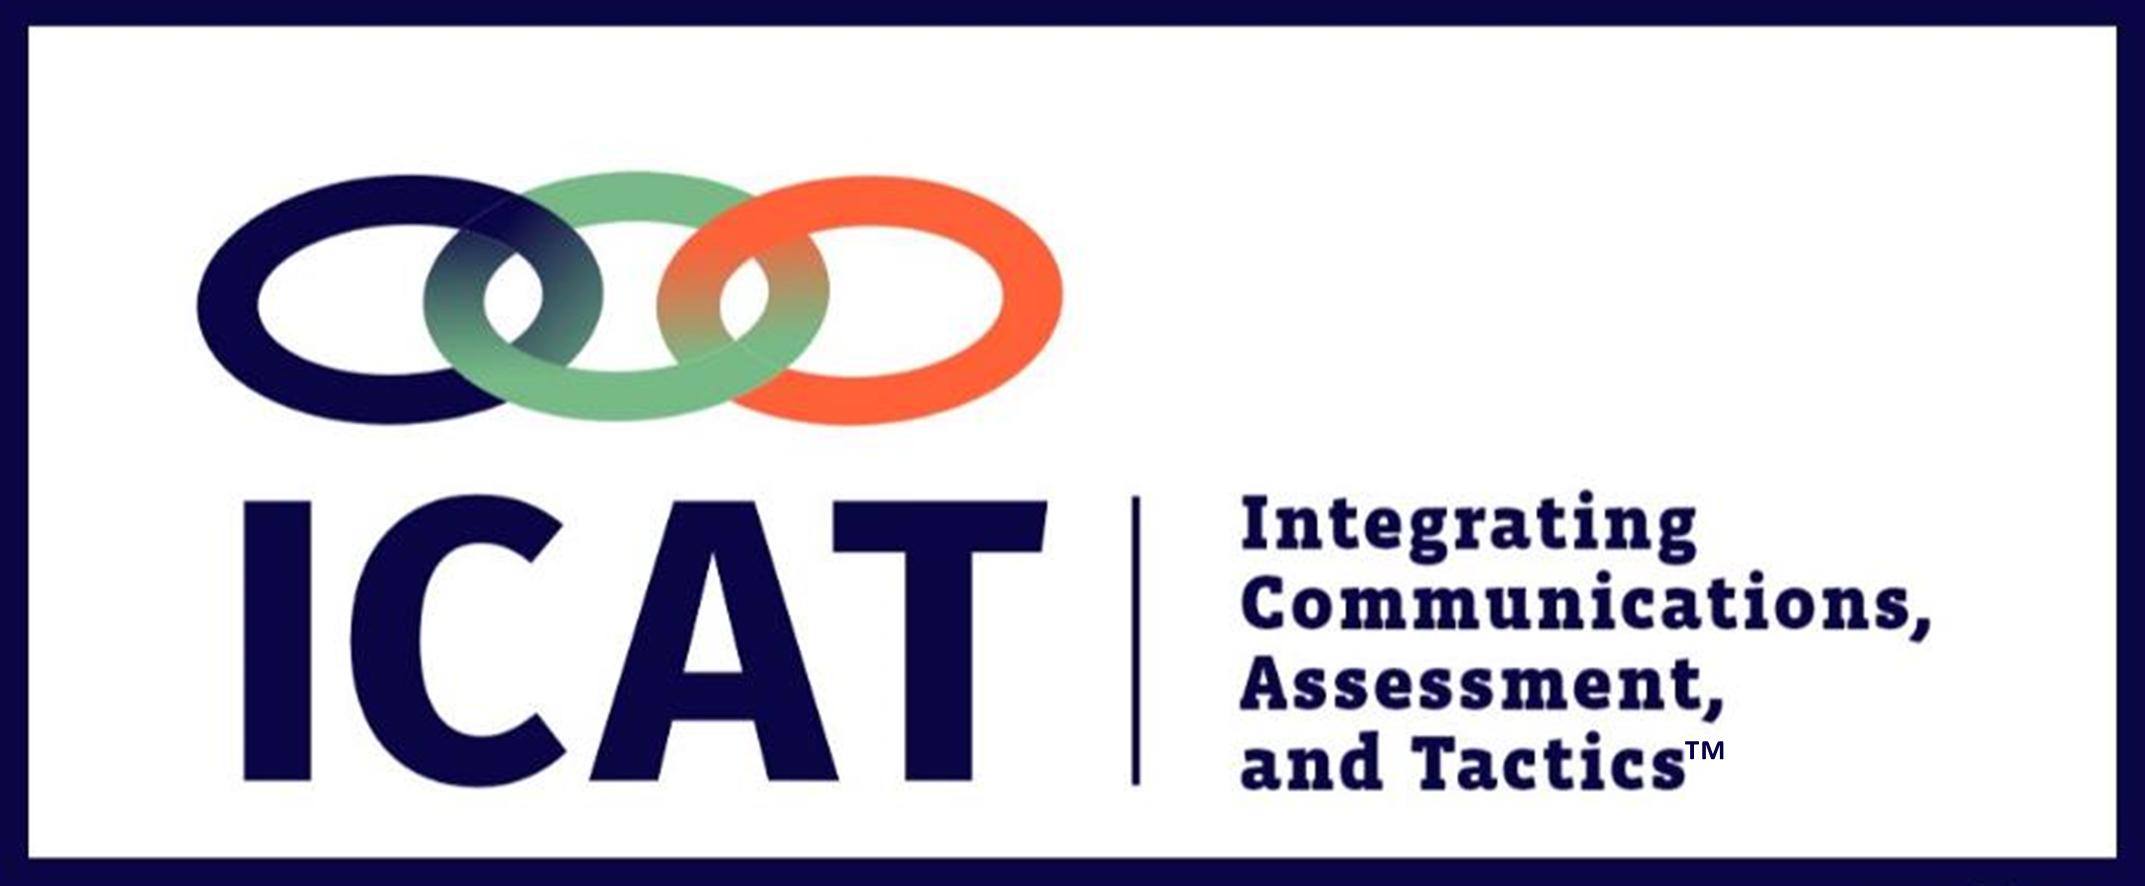 ICAT
Integrating
Communications,
Assessment,
and Tactics™